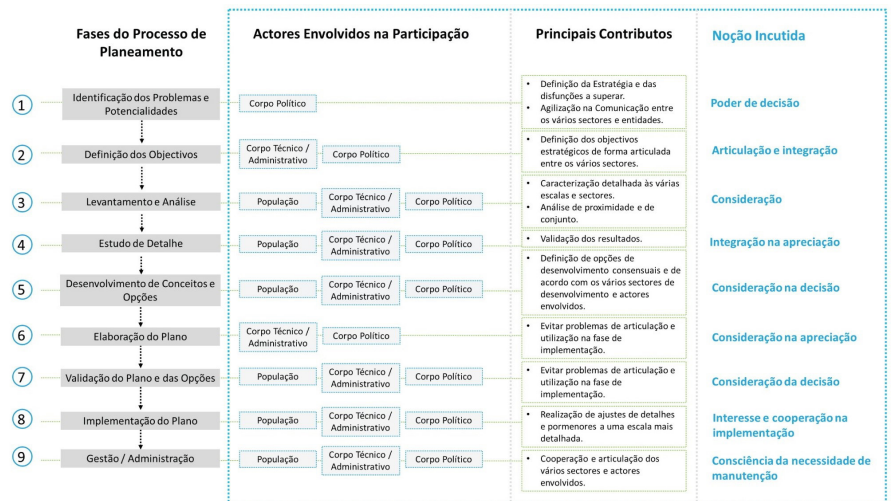 Fases do Processo de
Planeamento
Actores Envolvidos na Participação
Principais Contributos
Noção Incutida
1
Identificação dos Problemas e
Potencialidades
Corpo Político
• Definição da Estratégia e das
disfunções a superar.
• Agilização na Comunicação entre
os vários sectores e entidades.
Poder de decisão
2
Definição dos Objectivos
Corpo Técnico /
Administrativo
Corpo Político
• Definição dos objectivos
estratégicos de forma articulada
entre os vários sectores.
Articulação e integração
3
Levantamento e Análise
População
Corpo Técnico /
Administrativo
Corpo Político
• Caracterização detalhada às várias
escalas e sectores.
• Análise de proximidade e de
conjunto.
Consideração
4
Estudo de Detalhe
População
Corpo Técnico /
Administrativo
Corpo Político
• Validação dos resultados.
Integração na apreciação
5
Desenvolvimento de Conceitos e
Opções
População
Corpo Técnico /
Administrativo
Corpo Político
• Definição de opções de
desenvolvimento consensuais e de
acordo com os vários sectores de
desenvolvimento e actores
envolvidos.
Consideração na decisão
6
Elaboração do Plano
Corpo Técnico /
Administrativo
Corpo Político
• Evitar problemas de articulação e
utilização na fase de
implementação.
Consideração na apreciação
7
Validação do Plano e das Opções
População
Corpo Técnico /
Administrativo
Corpo Político
• Evitar problemas de articulação e
utilização na fase de
implementação.
Consideração da decisão
8
Implementação do Plano
População
Corpo Técnico /
Administrativo
Corpo Político
• Realização de ajustes de detalhes
e pormenores a uma escala mais
detalhada.
Interesse e cooperação na
implementação
9
Gestão / Administração
População
Corpo Técnico /
Administrativo
Corpo Político
• Cooperação e articulação dos
vários sectores e actores
envolvidos.
Consciência da necessidade de
manutenção